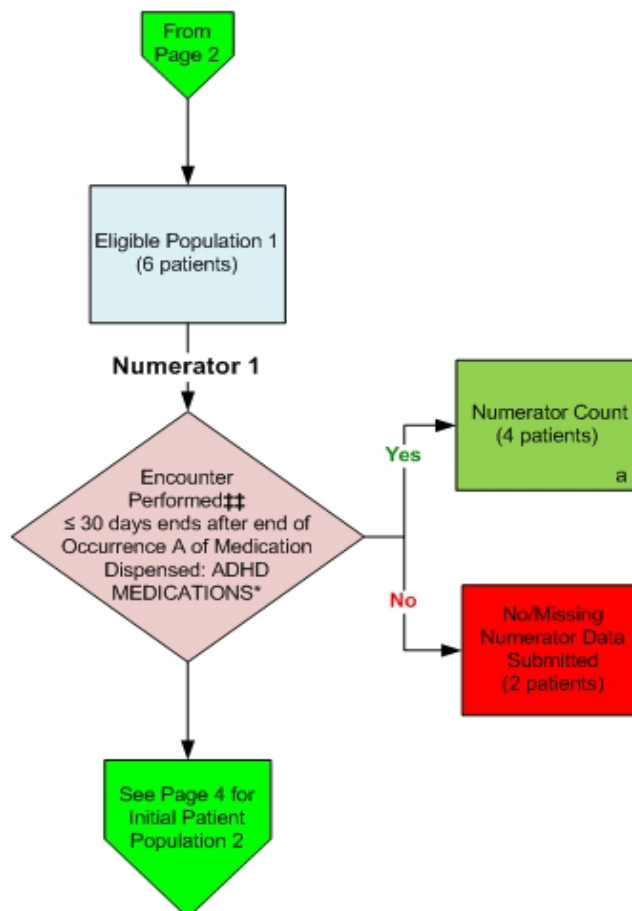 From
Page 2
Eligible Population 1
(6 patients)
Numerator 1
Encounter
Performed‡‡
≤ 30 days ends after end of
Occurrence A of Medication
Dispensed: ADHD
MEDICATIONS*
Yes
Numerator Count
(4 patients)
a
No
No/Missing
Numerator Data
Submitted
(2 patients)
See Page 4 for
Initial Patient
Population 2